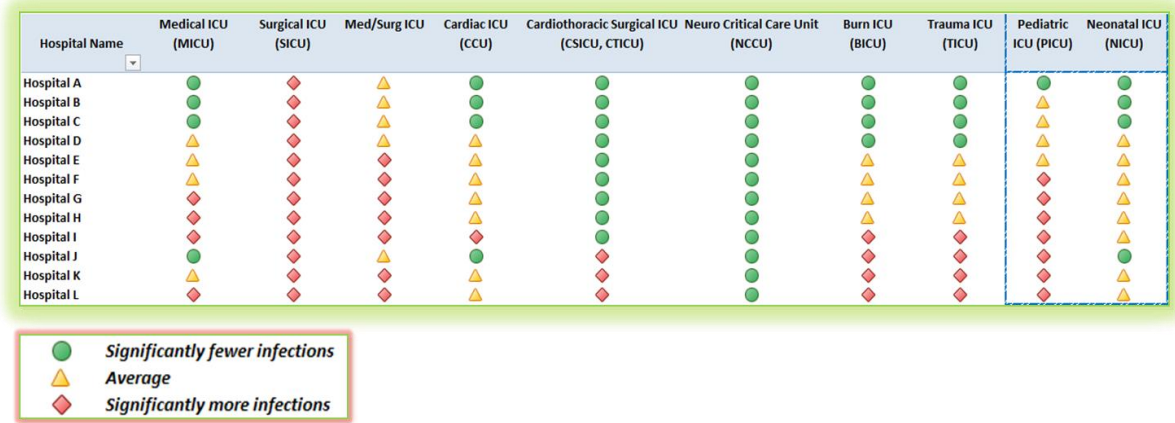 Hospital Name Medical ICU (MICU) Surgical ICU (SICU) Med/Surg ICU Cardiac ICU (CCU) Cardiothoracic Surgical ICU (CSICU, CTICU) Neuro Critical Care Unit (NCCU) Burn ICU (BICU) Trauma ICU (TICU) Pediatric ICU (PICU) Neonatal ICU (NICU)
Hospital A
Hospital B
Hospital C
Hospital D
Hospital E
Hospital F
Hospital G
Hospital H
Hospital I
Hospital J
Hospital K
Hospital L
Significantly fewer infections
Average
Significantly more infections